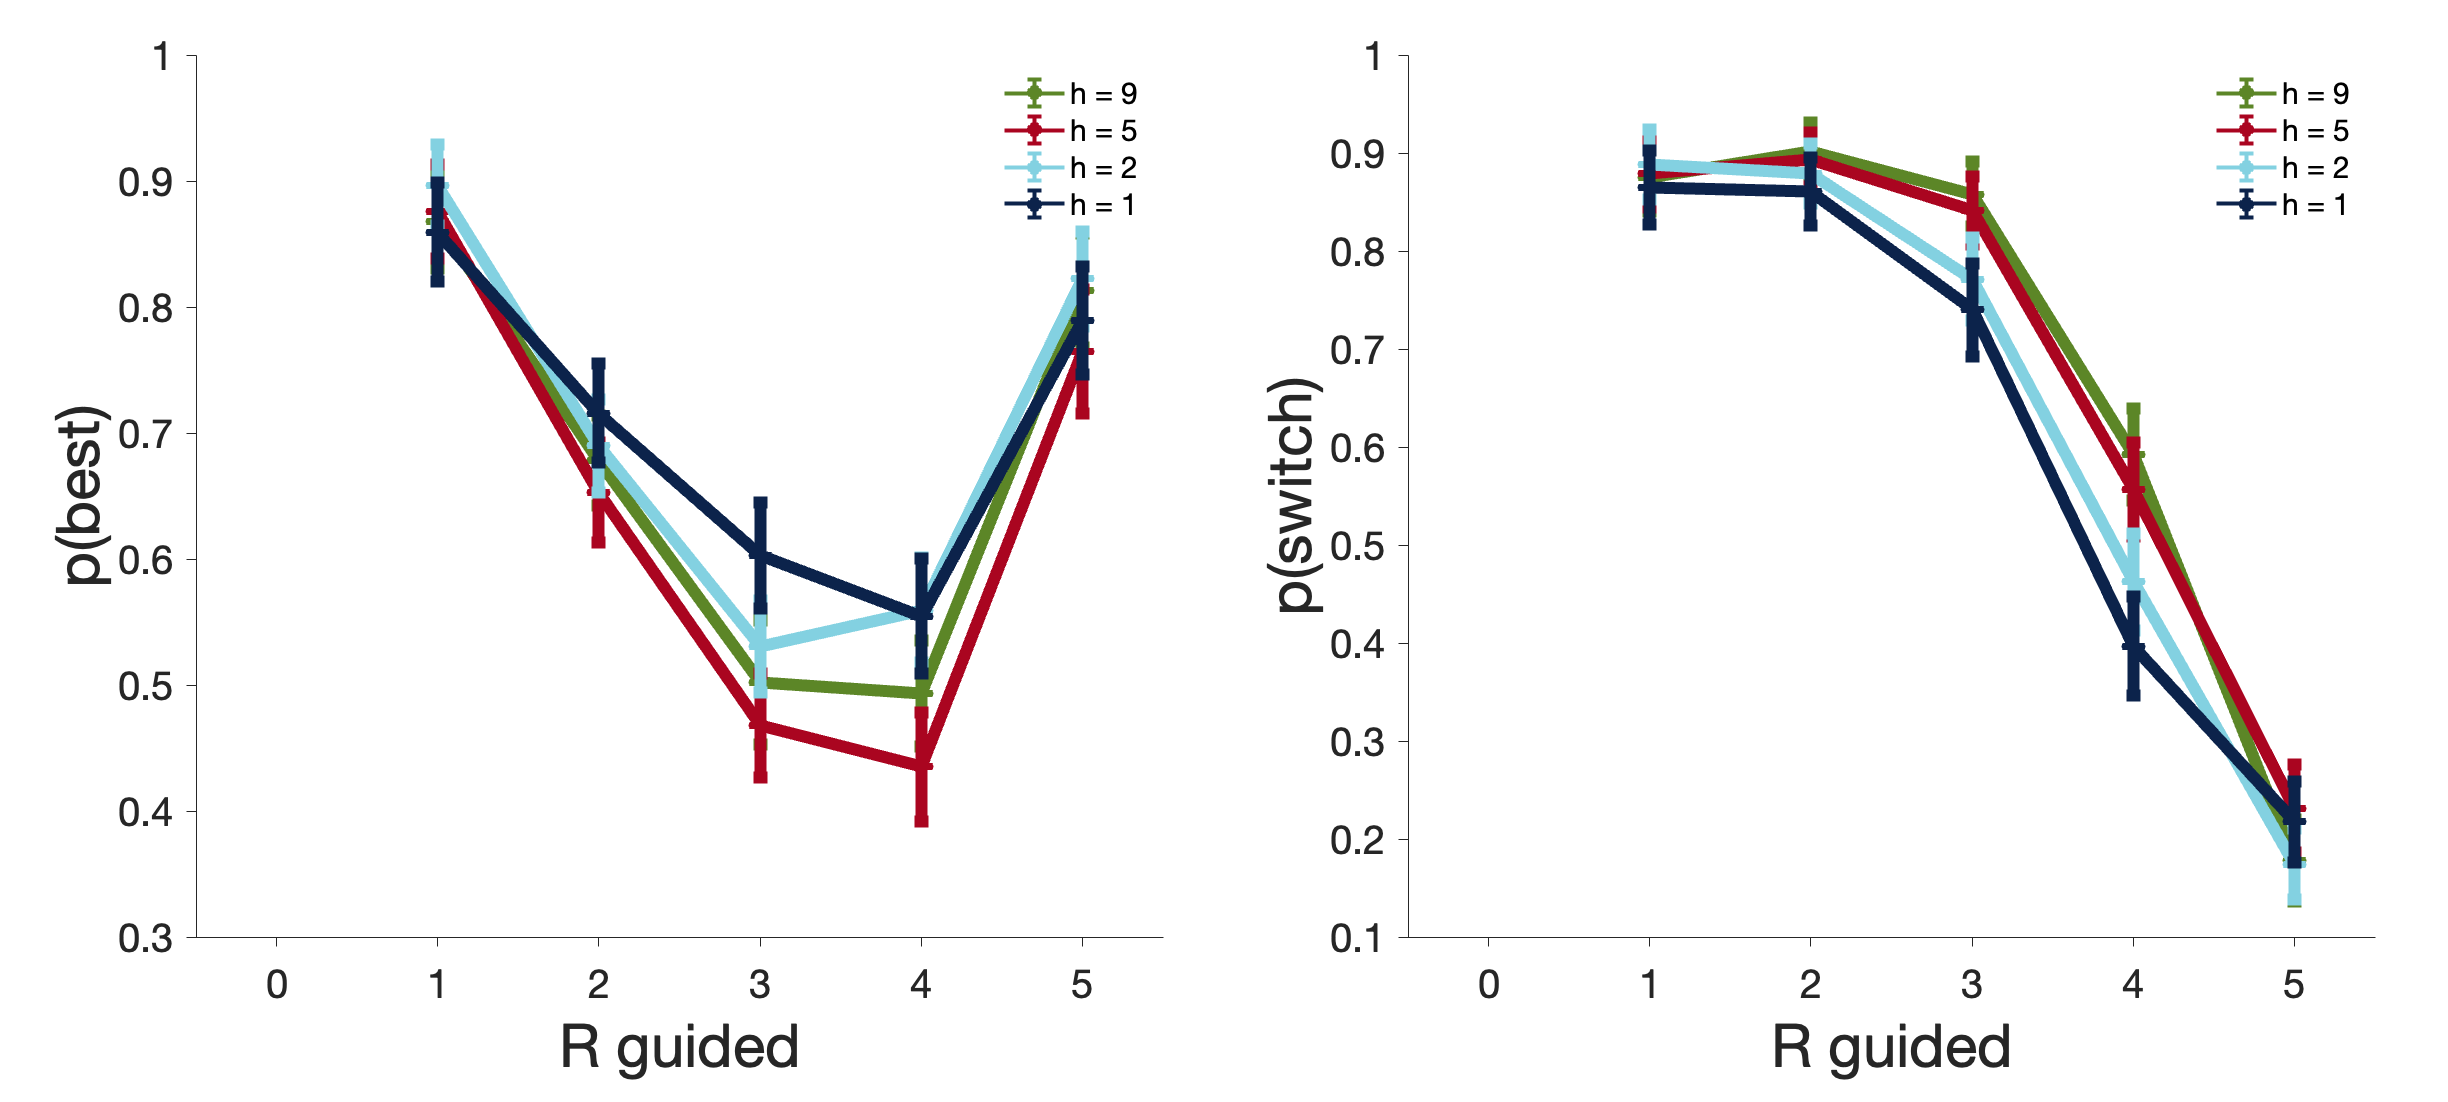 p(best)
1
0.9
0.8
0.7
0.6
0.5
0.4
0.3
0 1 2 3 4 5
R guided
h = 9
h = 5
h = 2
h = 1
p(switch)
1
0.9
0.8
0.7
0.6
0.5
0.4
0.3
0.2
0.1
0 1 2 3 4 5
R guided
h = 9
h = 5
h = 2
h = 1